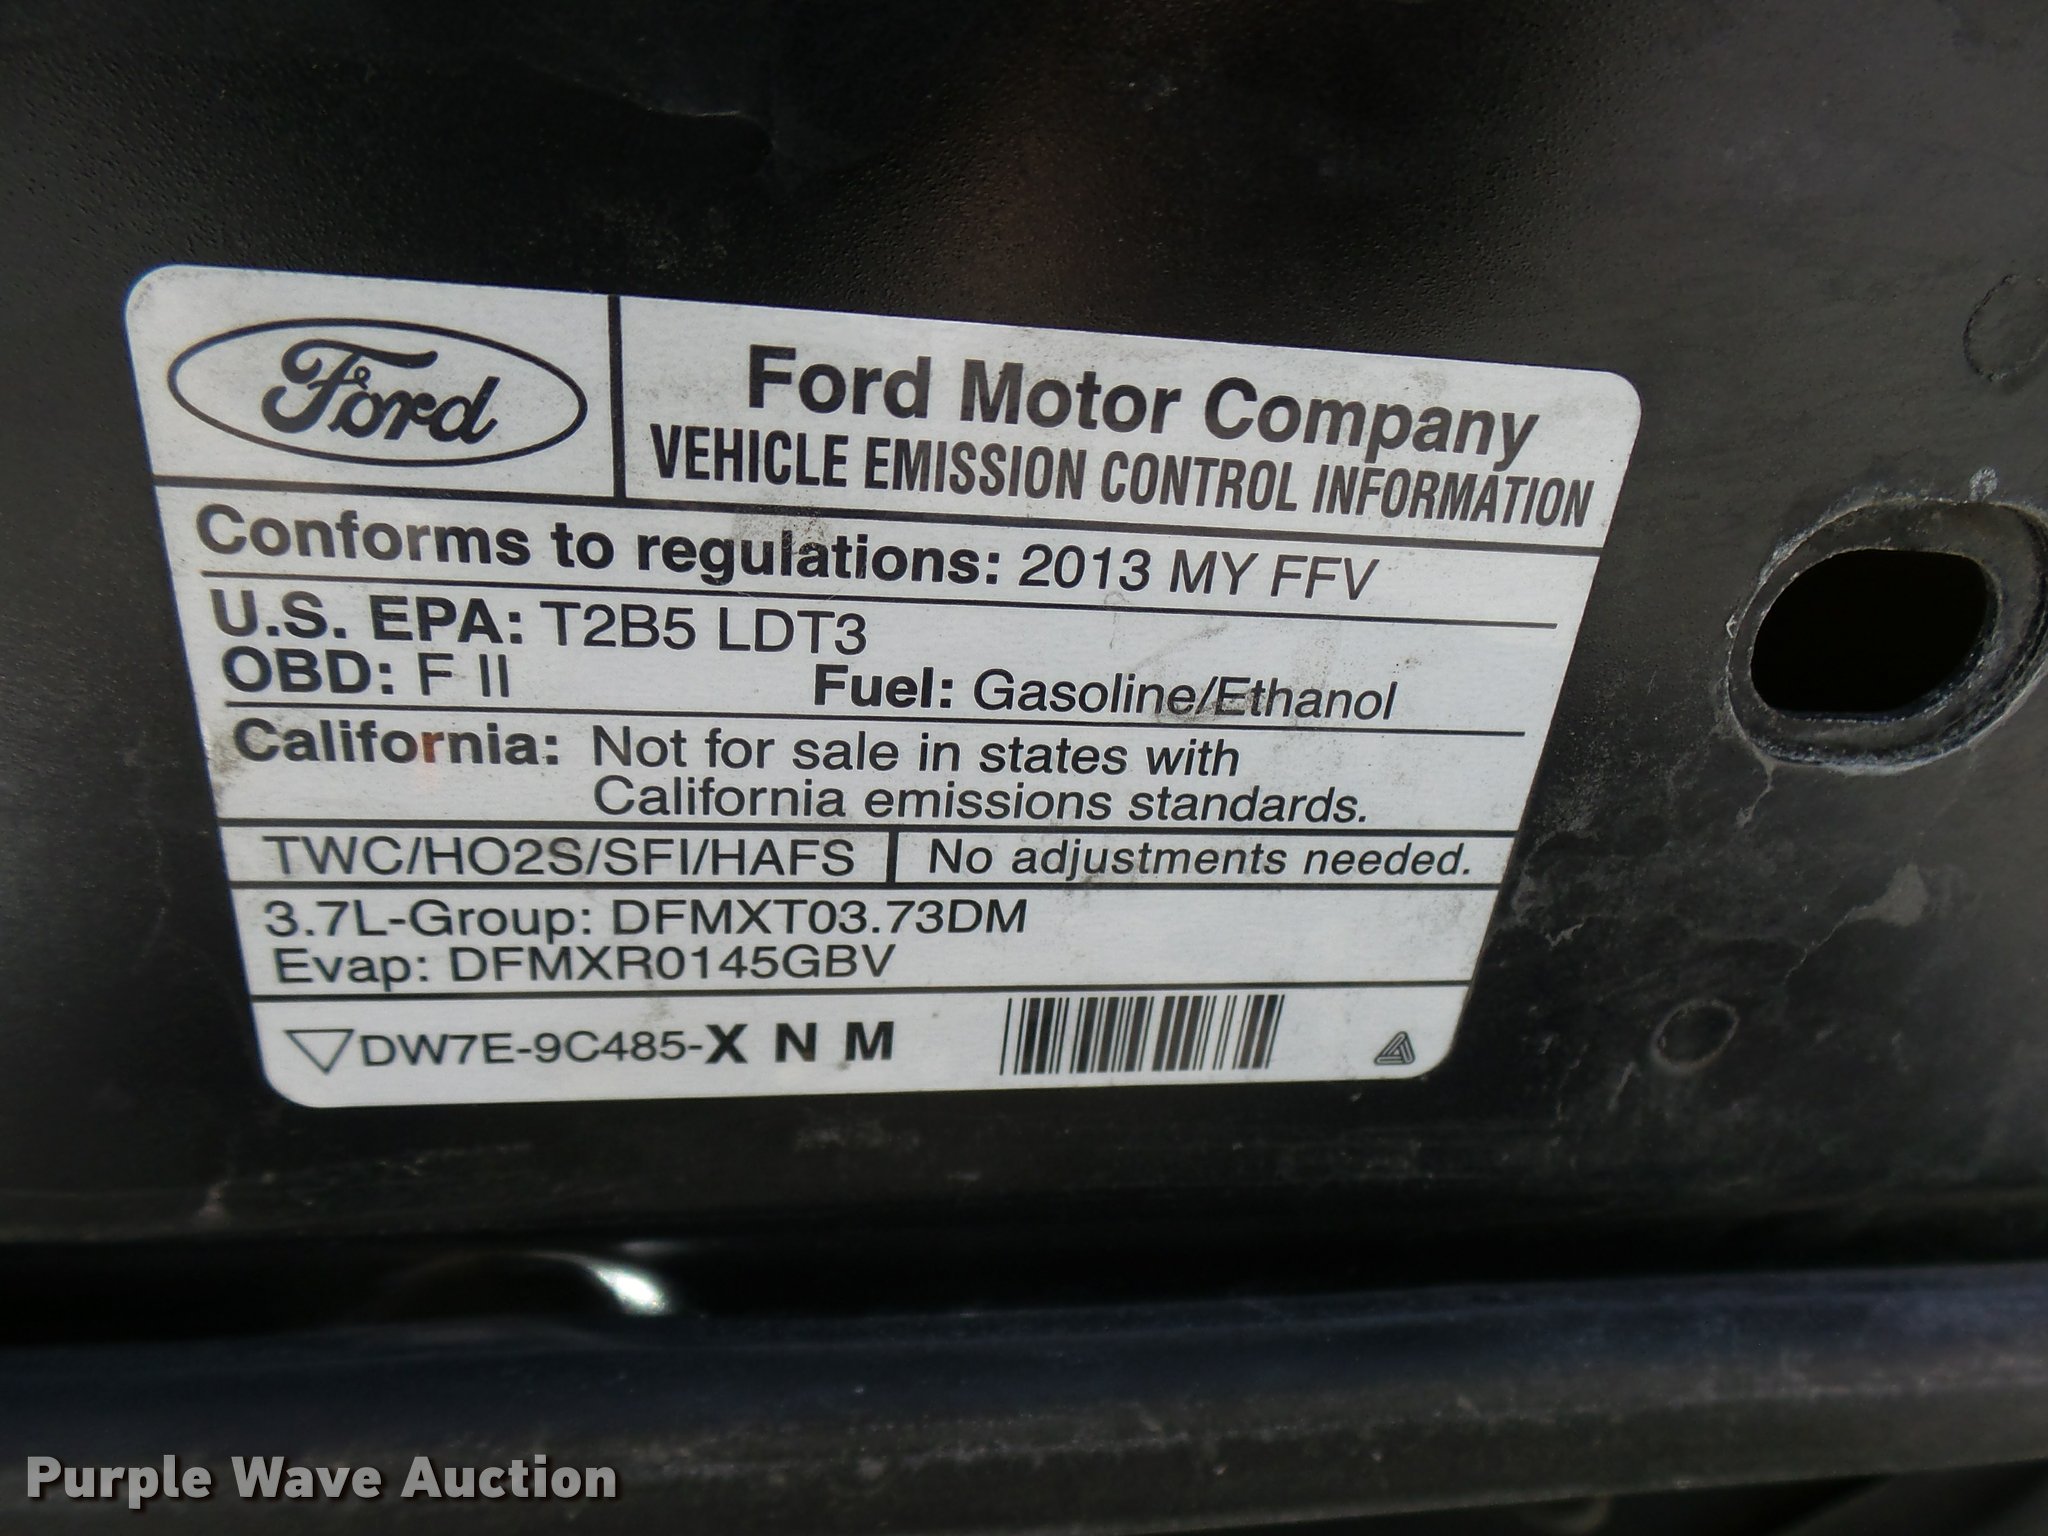 Ford
Ford Motor Company
VEHICLE EMISSION CONTROL INFORMATION
Conforms to regulations: 2013 MY FFV
U.S. EPA: T2B5 LDT3
OBD: F II Fuel: Gasoline/Ethanol
California: Not for sale in states with
California emissions standards.
TWC/HO2S/SFI/HAFS No adjustments needed.
3.7L-Group: DFMXT03.73DM
Evap: DFMXR0145GBV
DW7E-9C485-X N M
Purple Wave Auction